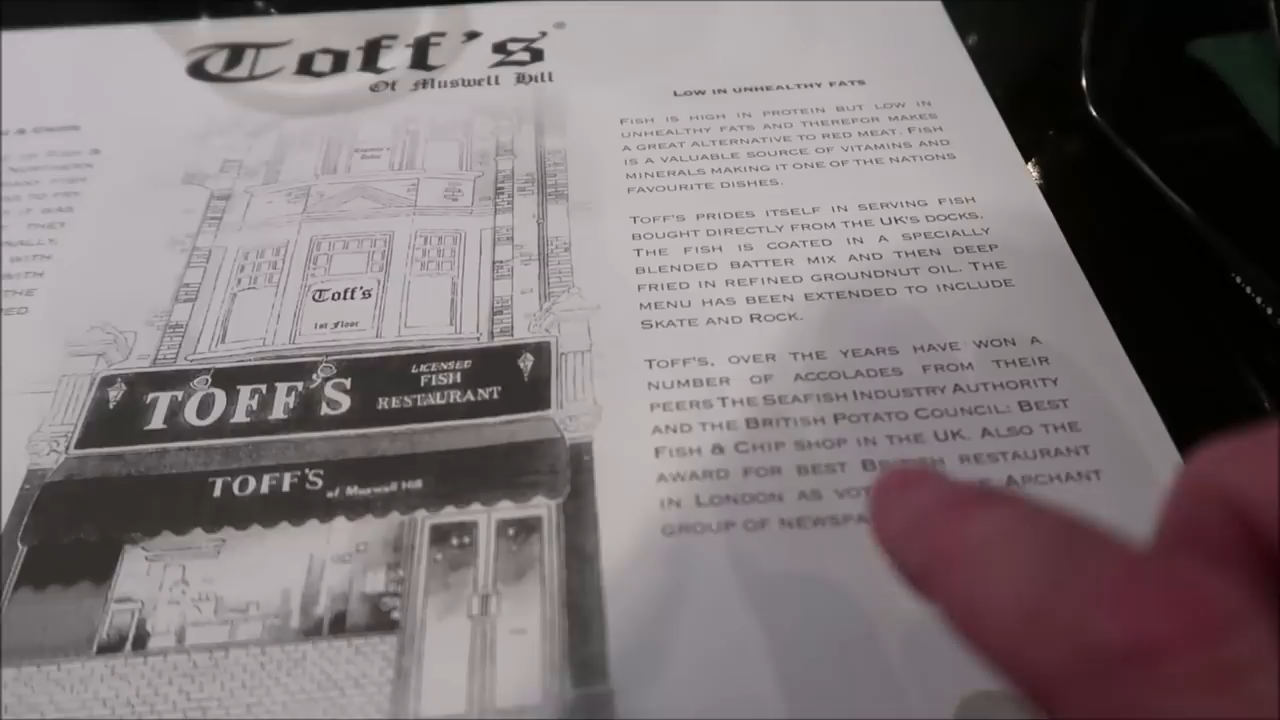 Toff's
Of Muswell Hill
Toff's
1st Floor
TOFF'S
LICENSED
FISH
RESTAURANT
TOFF'S of Muswell Hill
& CHIPS
WITH
WITH
THE
LOW IN UNHEALTHY FATS
FISH IS HIGH IN PROTEIN BUT LOW IN
UNHEALTHY FATS AND THEREFOR MAKES
A GREAT ALTERNATIVE TO RED MEAT. FISH
IS A VALUABLE SOURCE OF VITAMINS AND
MINERALS MAKING IT ONE OF THE NATIONS
FAVOURITE DISHES.
TOFF'S PRIDES ITSELF IN SERVING FISH
BOUGHT DIRECTLY FROM THE UK'S DOCKS.
THE FISH IS COATED IN A SPECIALLY
BLENDED BATTER MIX AND THEN DEEP
FRIED IN REFINED GROUNDNUT OIL. THE
MENU HAS BEEN EXTENDED TO INCLUDE
SKATE AND ROCK.
TOFF'S, OVER THE YEARS HAVE WON A
NUMBER OF ACCOLADES FROM THEIR
PEERS THE SEAFISH INDUSTRY AUTHORITY
AND THE BRITISH POTATO COUNCIL: BEST
FISH & CHIP SHOP IN THE UK. ALSO THE
AWARD FOR BEST BRITISH RESTAURANT
IN LONDON AS ARCHANT
GROUP OF